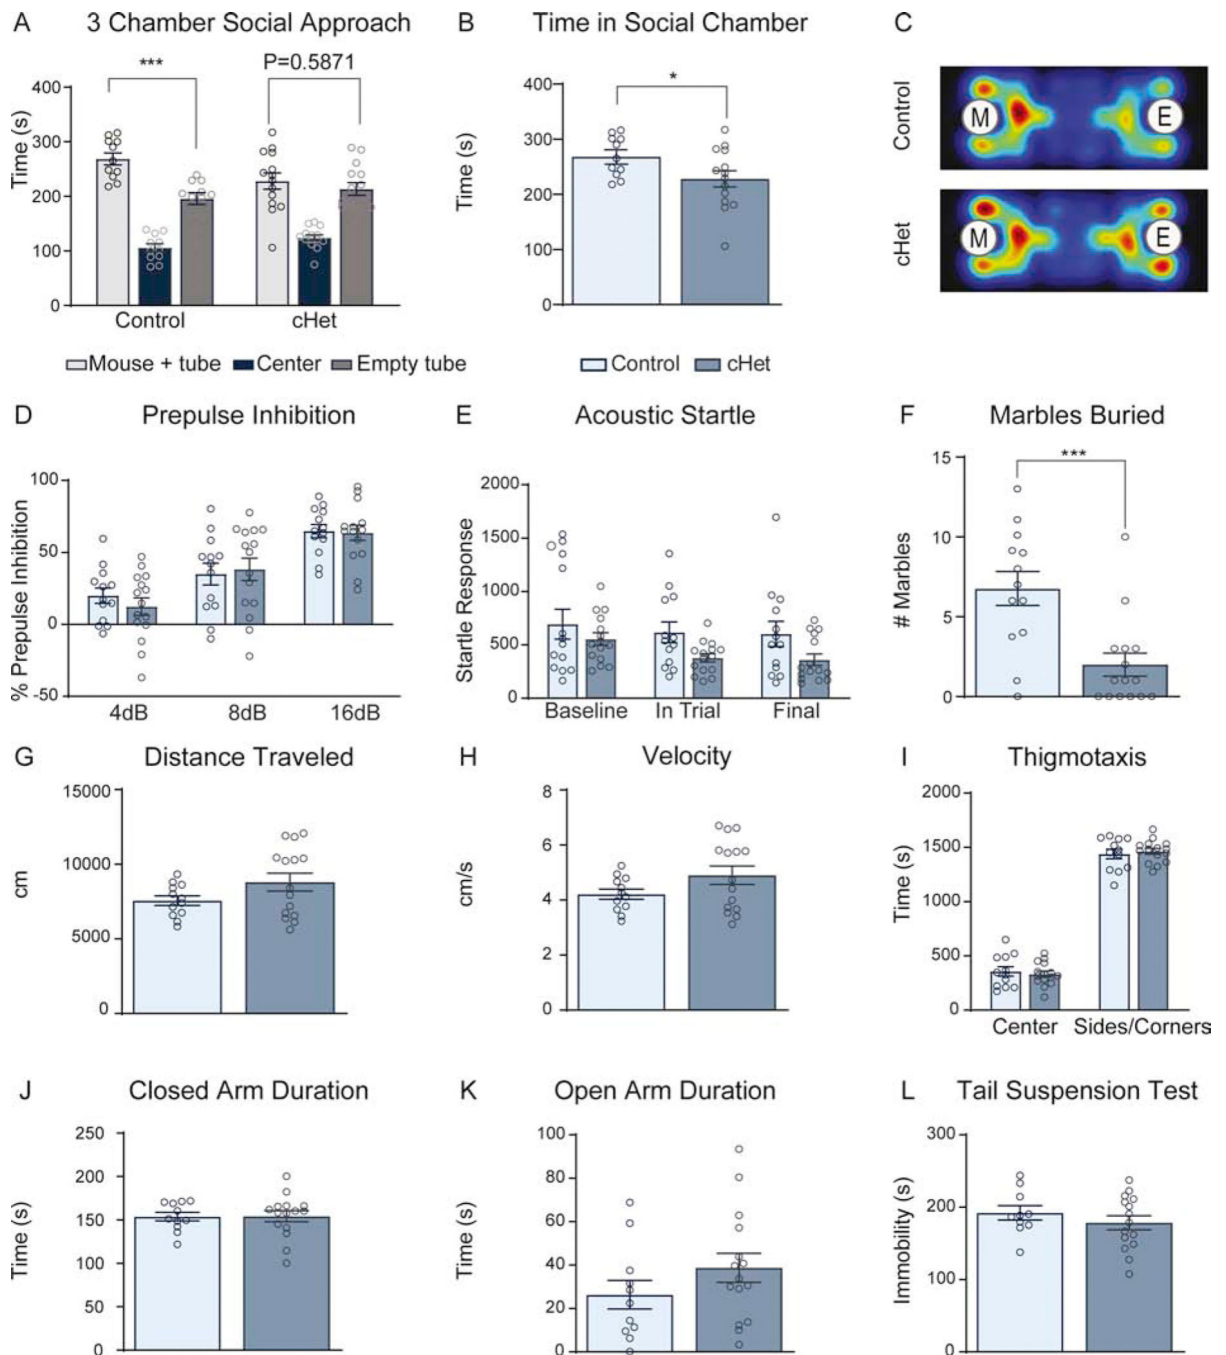 A 3 Chamber Social Approach
B Time in Social Chamber
C
*** P=0.5871
Time (s)
400
300
200
100
0
Control cHet
Mouse + tube Center Empty tube
*
Time (s)
400
300
200
100
0
Control cHet
Control
M E
cHet
M E
D Prepulse Inhibition
% Prepulse Inhibition
100
50
0
-50
4dB 8dB 16dB
E Acoustic Startle
Startle Response
2000
1500
1000
500
0
Baseline In Trial Final
F Marbles Buried
***
# Marbles
15
10
5
0
G Distance Traveled
cm
15000
10000
5000
0
H Velocity
cm/s
8
6
4
2
0
I Thigmotaxis
Time (s)
2000
1500
1000
500
0
Center Sides/Corners
J Closed Arm Duration
Time (s)
250
200
150
100
50
0
K Open Arm Duration
Time (s)
100
80
60
40
20
0
L Tail Suspension Test
Immobility (s)
300
200
100
0